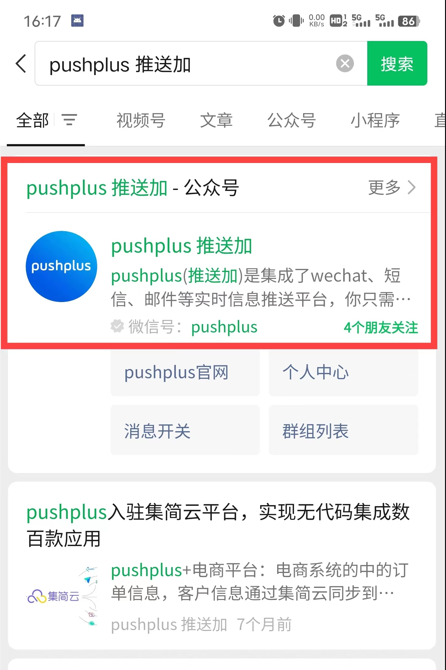 16:17
0.00 KB/S HD 1 2 5G 5G 86
pushplus 推送加
搜索
全部 视频号 文章 公众号 小程序 直
pushplus 推送加 - 公众号 更多
pushplus
pushplus 推送加
pushplus(推送加)是集成了wechat、短
信、邮件等实时信息推送平台，你只需…
微信号：pushplus 4个朋友关注
pushplus官网 个人中心
消息开关 群组列表
pushplus入驻集简云平台，实现无代码集成数
百款应用
集简云
pushplus+电商平台：电商系统的中的订
单信息，客户信息通过集简云同步到…
pushplus 推送加 7个月前